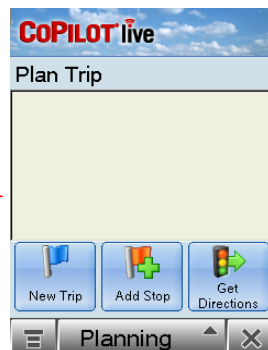 CoPilot live
Plan Trip
New Trip
Add Stop
Get
Directions
Planning